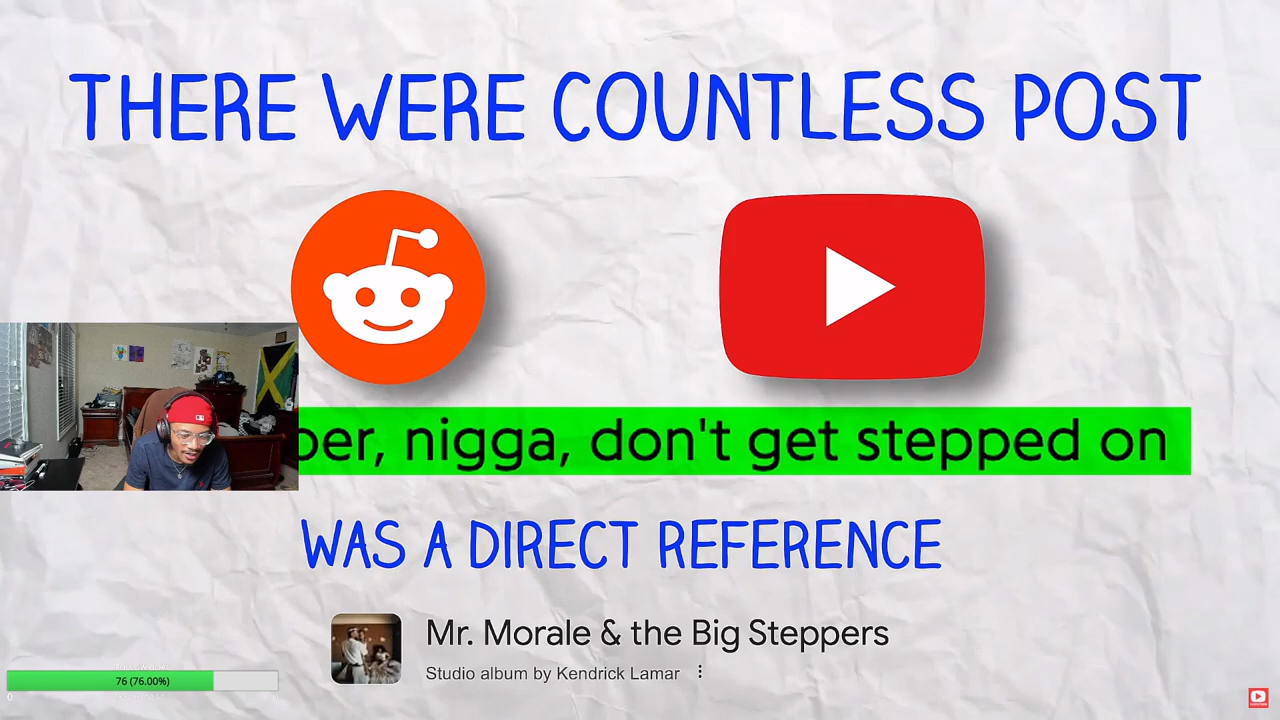 THERE WERE COUNTLESS POST
per, nigga, don't get stepped on
WAS A DIRECT REFERENCE
Mr. Morale & the Big Steppers
Studio album by Kendrick Lamar
76 (76.00%)
0